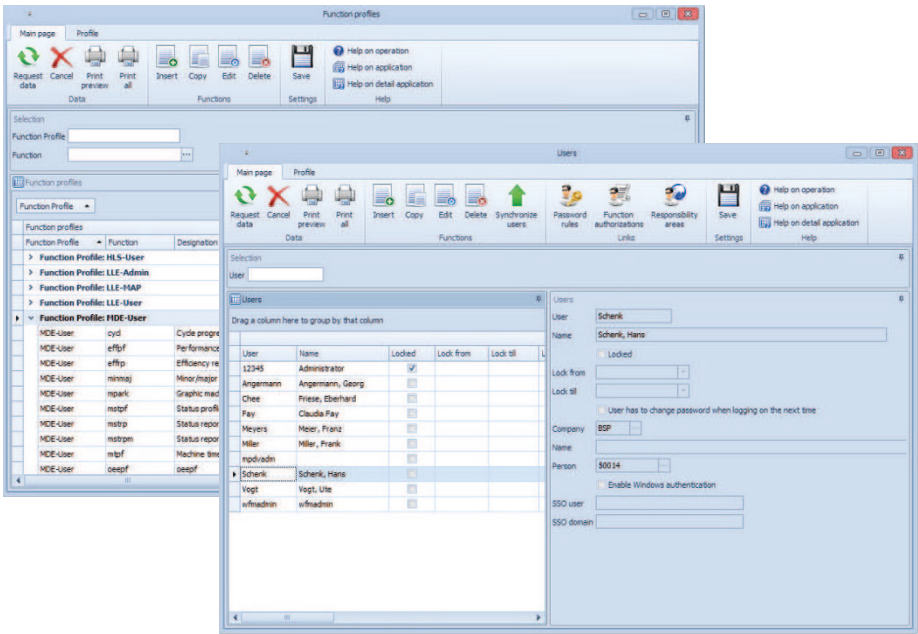 Function profiles
Main page Profile
Request data Cancel Print preview Print all Insert Copy Edit Delete Save
Help on operation
Help on application
Help on detail application
Data Functions Settings Help
Selection
Function Profile
Function
Function profiles
Function Profile
Function profiles
Function Profile Function Designation
Function Profile: HLS-User
Function Profile: LLE-Admin
Function Profile: LLE-MAP
Function Profile: LLE-User
Function Profile: MDE-User
MDE-User cycl Cycle progre
MDE-User effpf Performance
MDE-User effrp Efficiency re
MDE-User minmaj Minor/major
MDE-User mpark Graphic mac
MDE-User mstpf Status profil
MDE-User mstrp Status repor
MDE-User mstrpm Status repor
MDE-User mtpf Machine time
MDE-User oeepf oeepf
Users
Main page Profile
Request data Cancel Print preview Print all Insert Copy Edit Delete Synchronize users Password rules Function authorizations Responsibility areas Save
Help on operation
Help on application
Help on detail application
Data Functions Links Settings Help
Selection
User
Users
Drag a column here to group by that column
User Name Locked Lock from Lock till L
12345 Administrator
Angermann Angermann, Georg
Chee Friese, Eberhard
Fay Claudia Fay
Meyers Meier, Franz
Miller Miller, Frank
mpdvadm
Schenk Schenk, Hans
Vogt Vogt, Ute
wfmadmin wfmadmin
Users
User Schenk
Name Schenk, Hans
Locked
Lock from
Lock till
User has to change password when logging on the next time
Company BSP
Name
Person 50014
Enable Windows authentication
SSO user
SSO domain